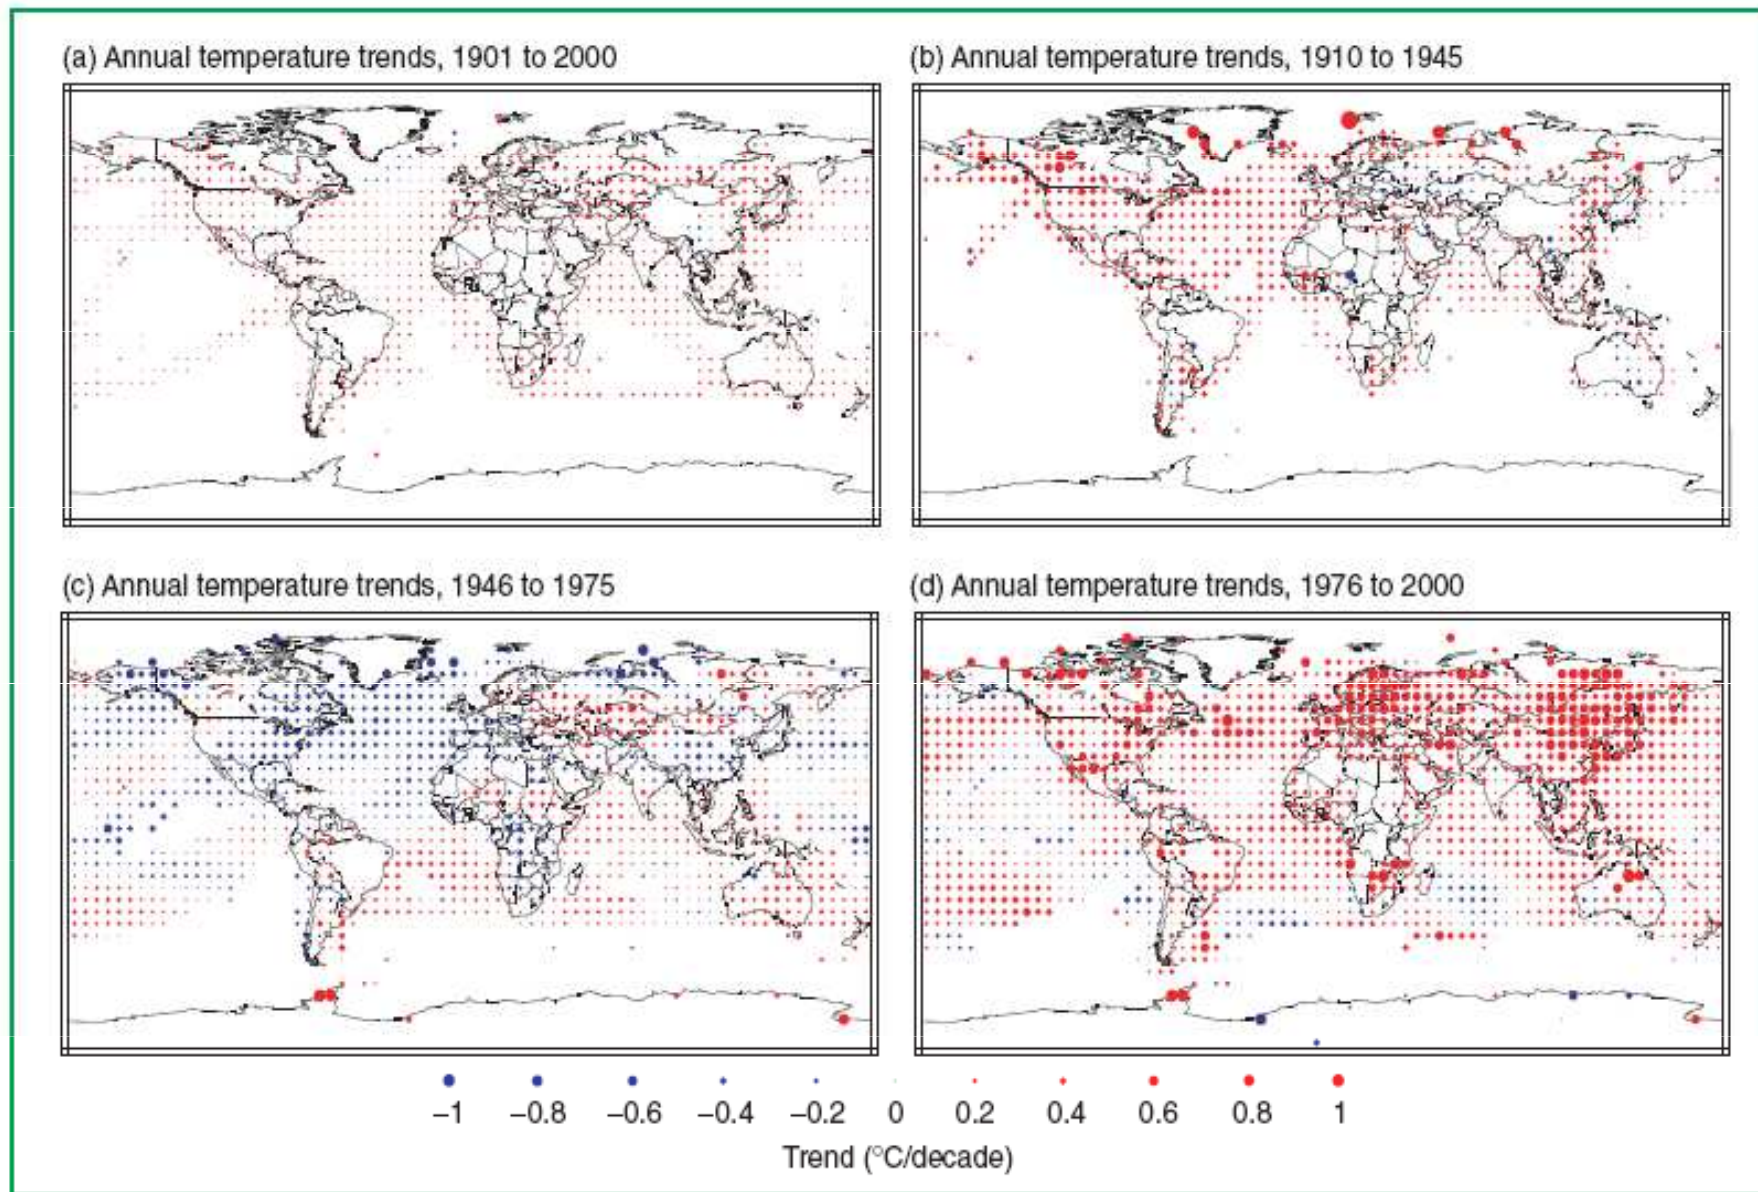 (a) Annual temperature trends, 1901 to 2000
(b) Annual temperature trends, 1910 to 1945
(c) Annual temperature trends, 1946 to 1975
(d) Annual temperature trends, 1976 to 2000
–1 –0.8 –0.6 –0.4 –0.2 0 0.2 0.4 0.6 0.8 1
Trend (°C/decade)